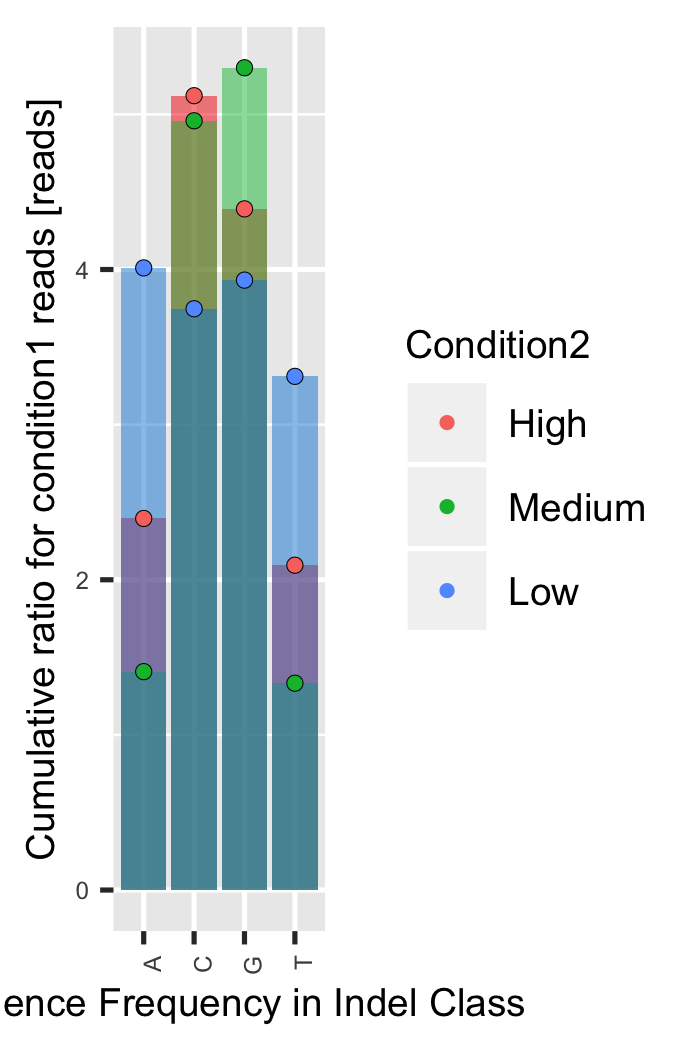 Cumulative ratio for condition1 reads [reads]
4
2
0
A
C
G
T
ence Frequency in Indel Class
Condition2
High
Medium
Low